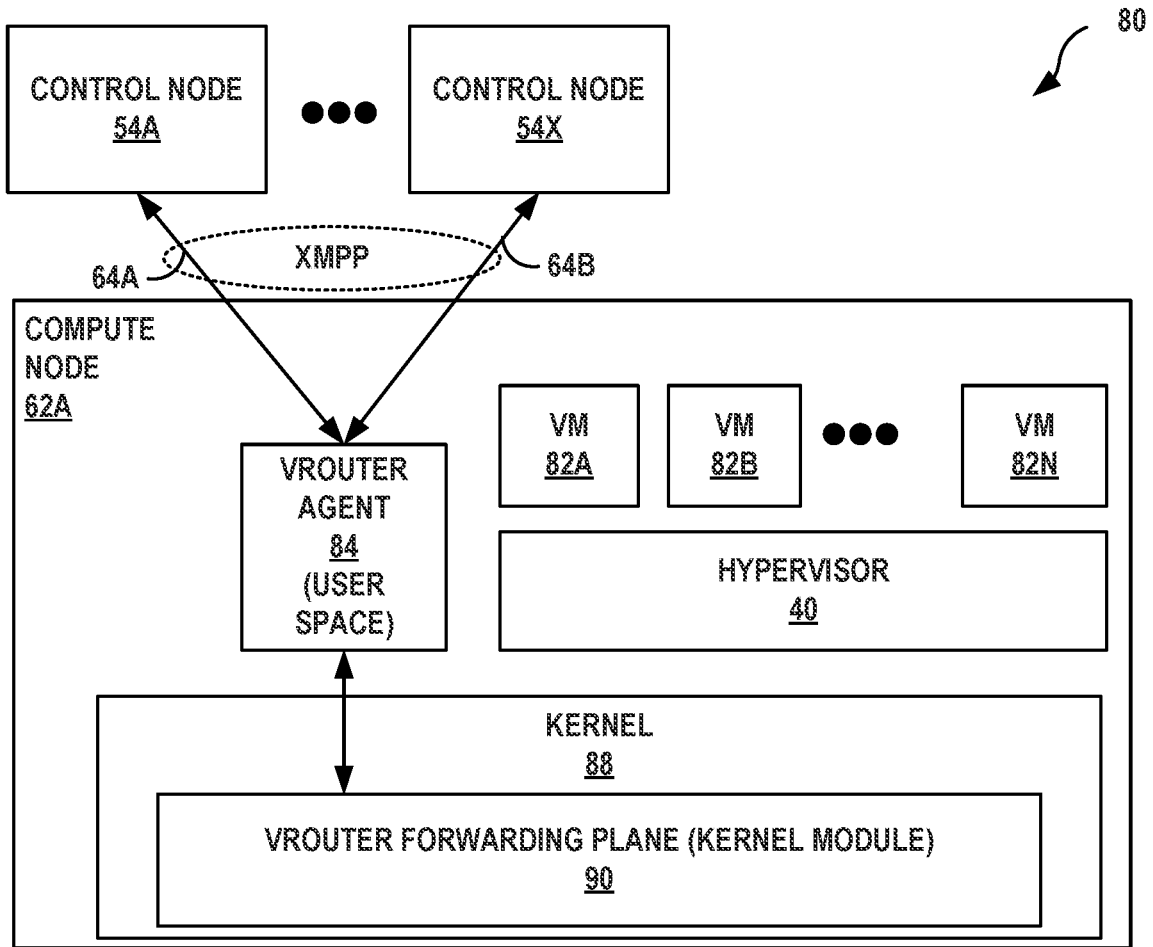 80
CONTROL NODE
54A
CONTROL NODE
54X
XMPP
64A
64B
COMPUTE
NODE
62A
VM
82A
VM
82B
VM
82N
VROUTER
AGENT
84
(USER
SPACE)
HYPERVISOR
40
KERNEL
88
VROUTER FORWARDING PLANE (KERNEL MODULE)
90